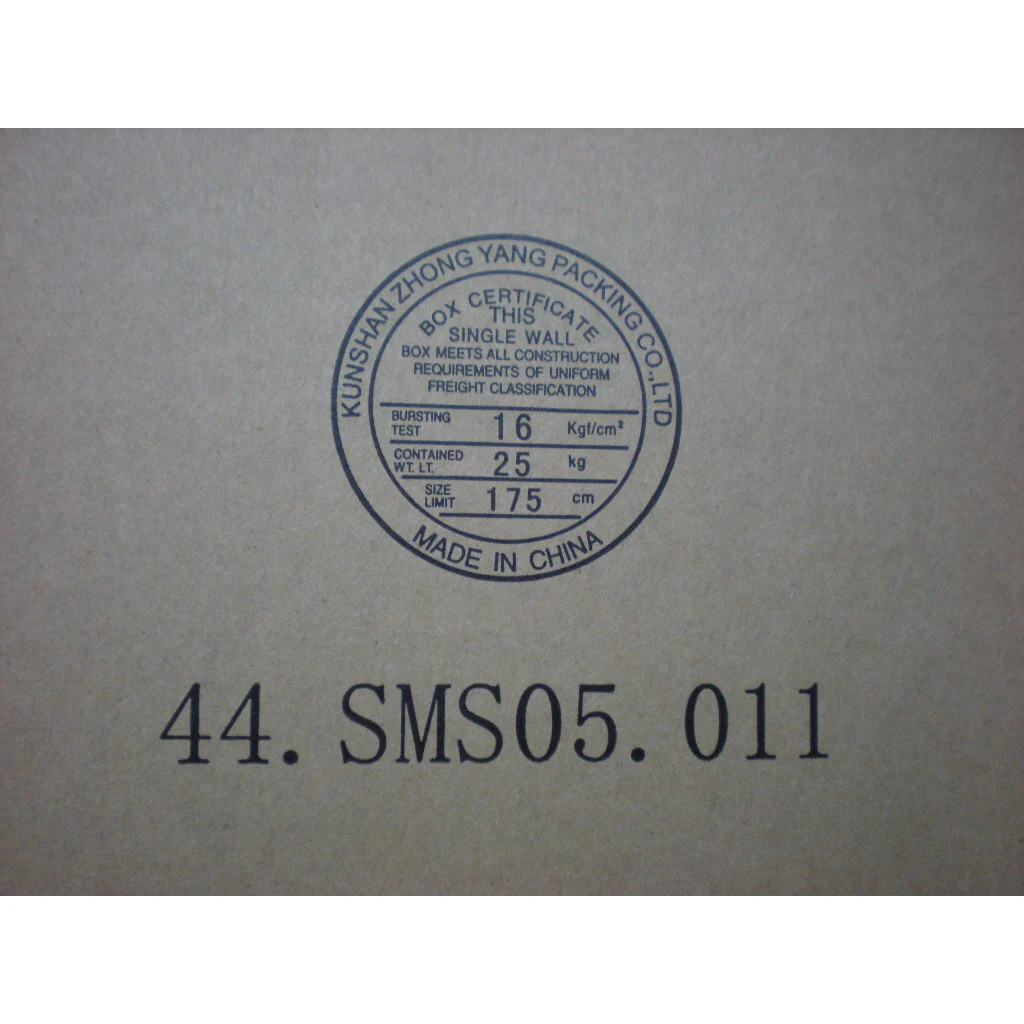 KUNSHAN ZHONG YANG PACKING CO.,LTD
BOX CERTIFICATE
THIS
SINGLE WALL
BOX MEETS ALL CONSTRUCTION
REQUIREMENTS OF UNIFORM
FREIGHT CLASSIFICATION
BURSTING TEST 16 Kgf/cm²
CONTAINED WT. LT. 25 kg
SIZE LIMIT 175 cm
MADE IN CHINA
44.SMS05.011